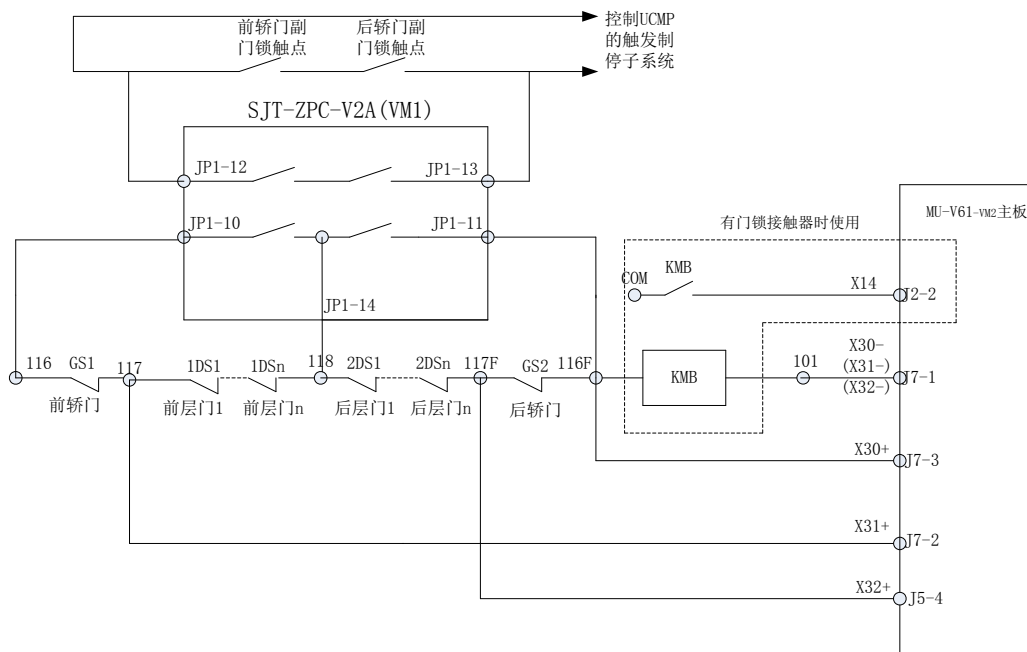 前轿门副
门锁触点
后轿门副
门锁触点
控制UCMP
的触发制
停子系统
SJT-ZPC-V2A(VM1)
JP1-12
JP1-13
JP1-10
JP1-11
JP1-14
有门锁接触器时使用
MU-V61-VM2主板
COM
KMB
X14
J2-2
116
GS1
117
1DS1
1DSn
118
2DS1
2DSn
117F
GS2
116F
KMB
101
X30-
(X31-)
(X32-)
J7-1
前轿门
前层门1
前层门n
后层门1
后层门n
后轿门
X30+
J7-3
X31+
J7-2
X32+
J5-4